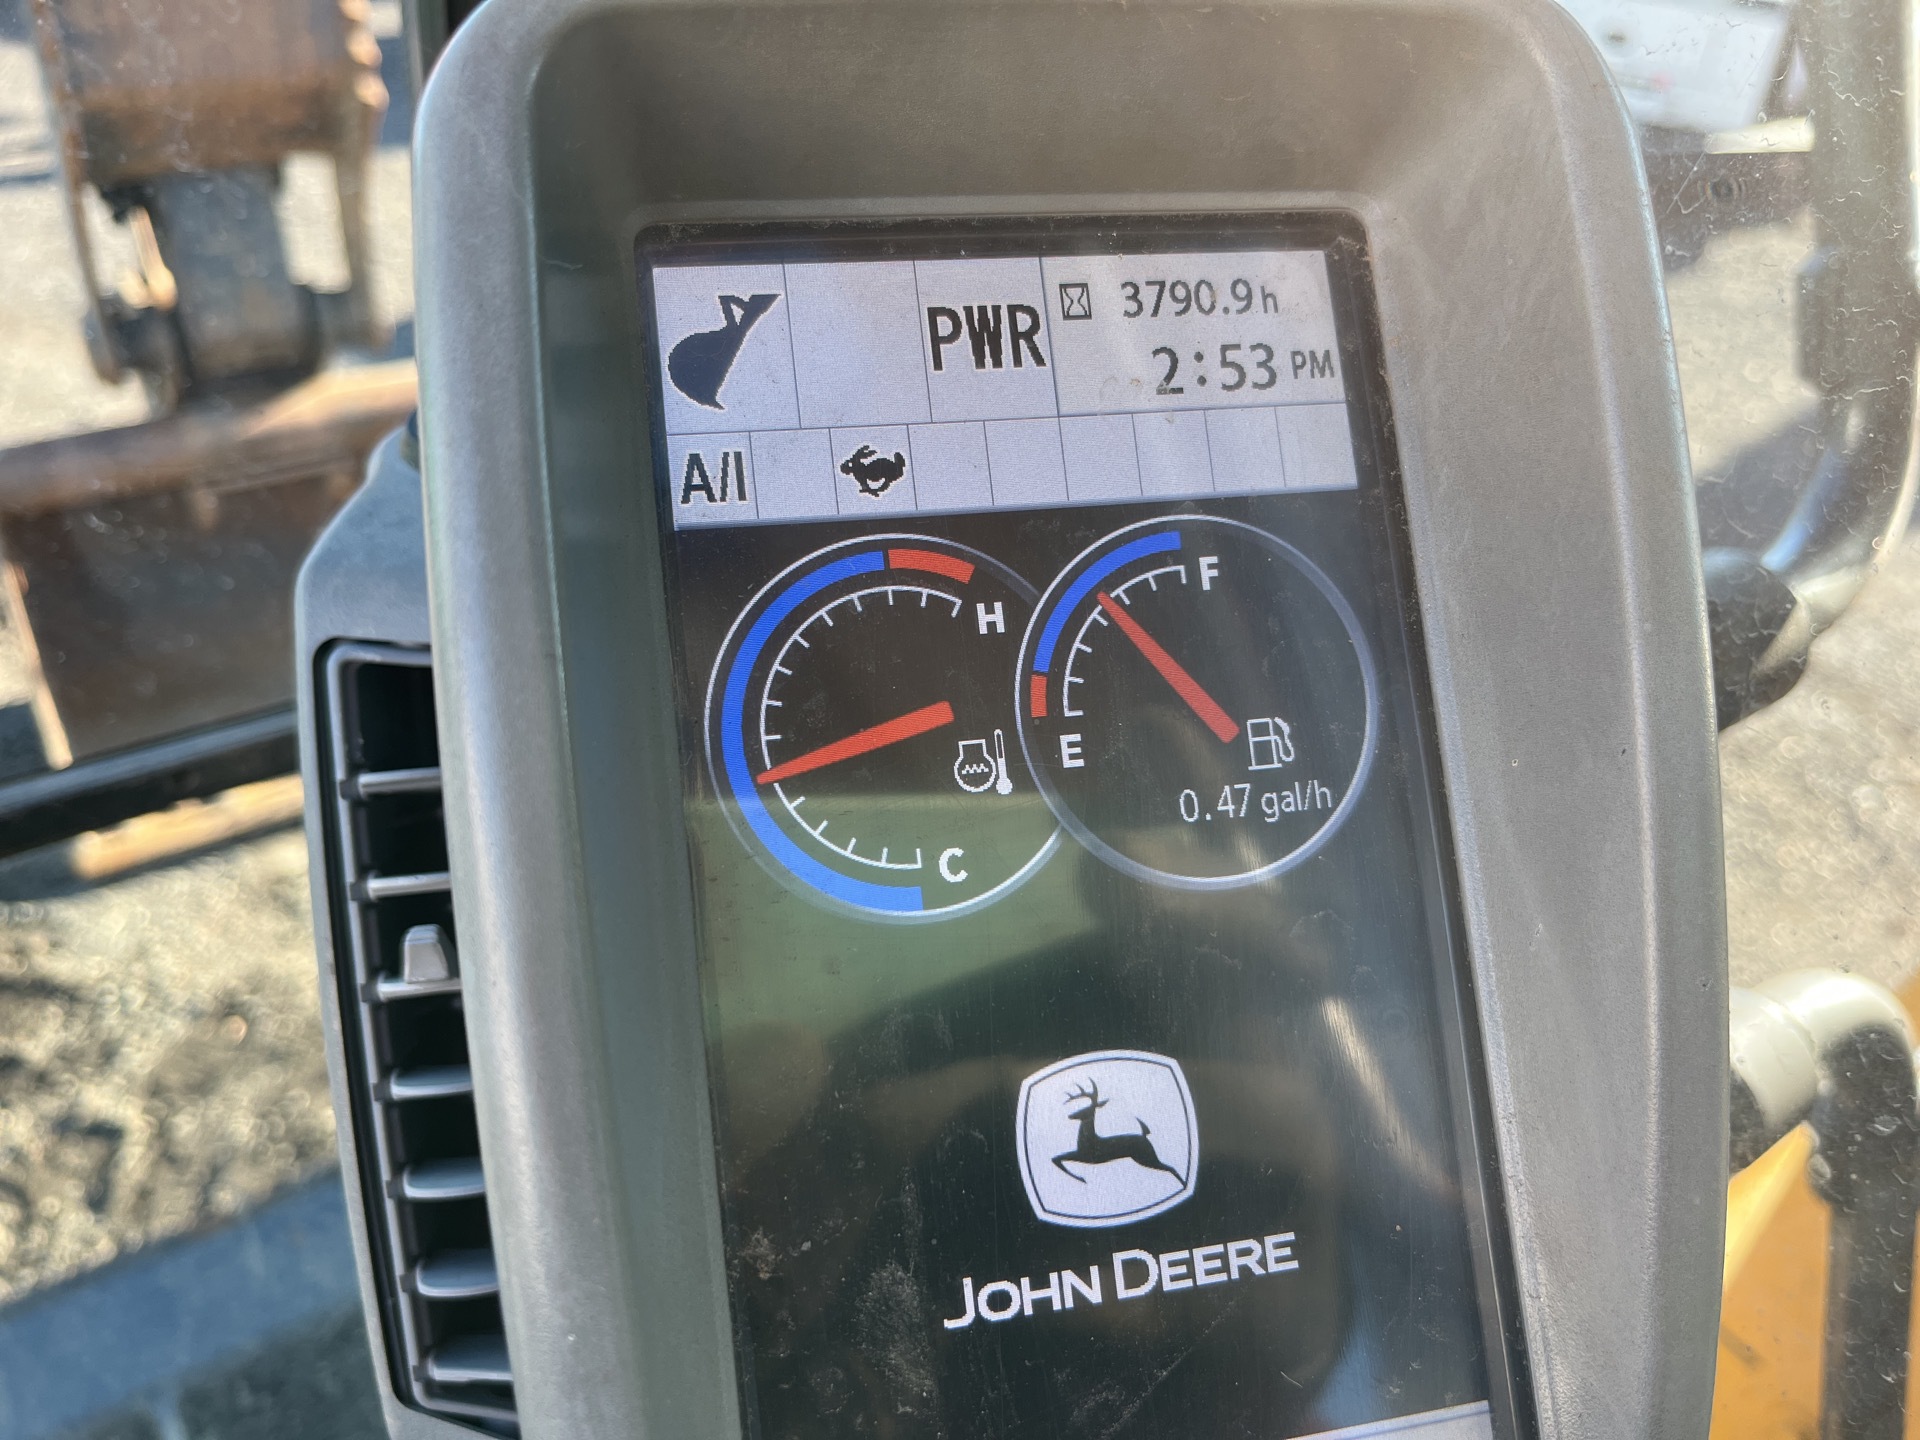 PWR
3790.9h
2:53 PM
A/I
H
F
E
C
0.47 gal/h
JOHN DEERE